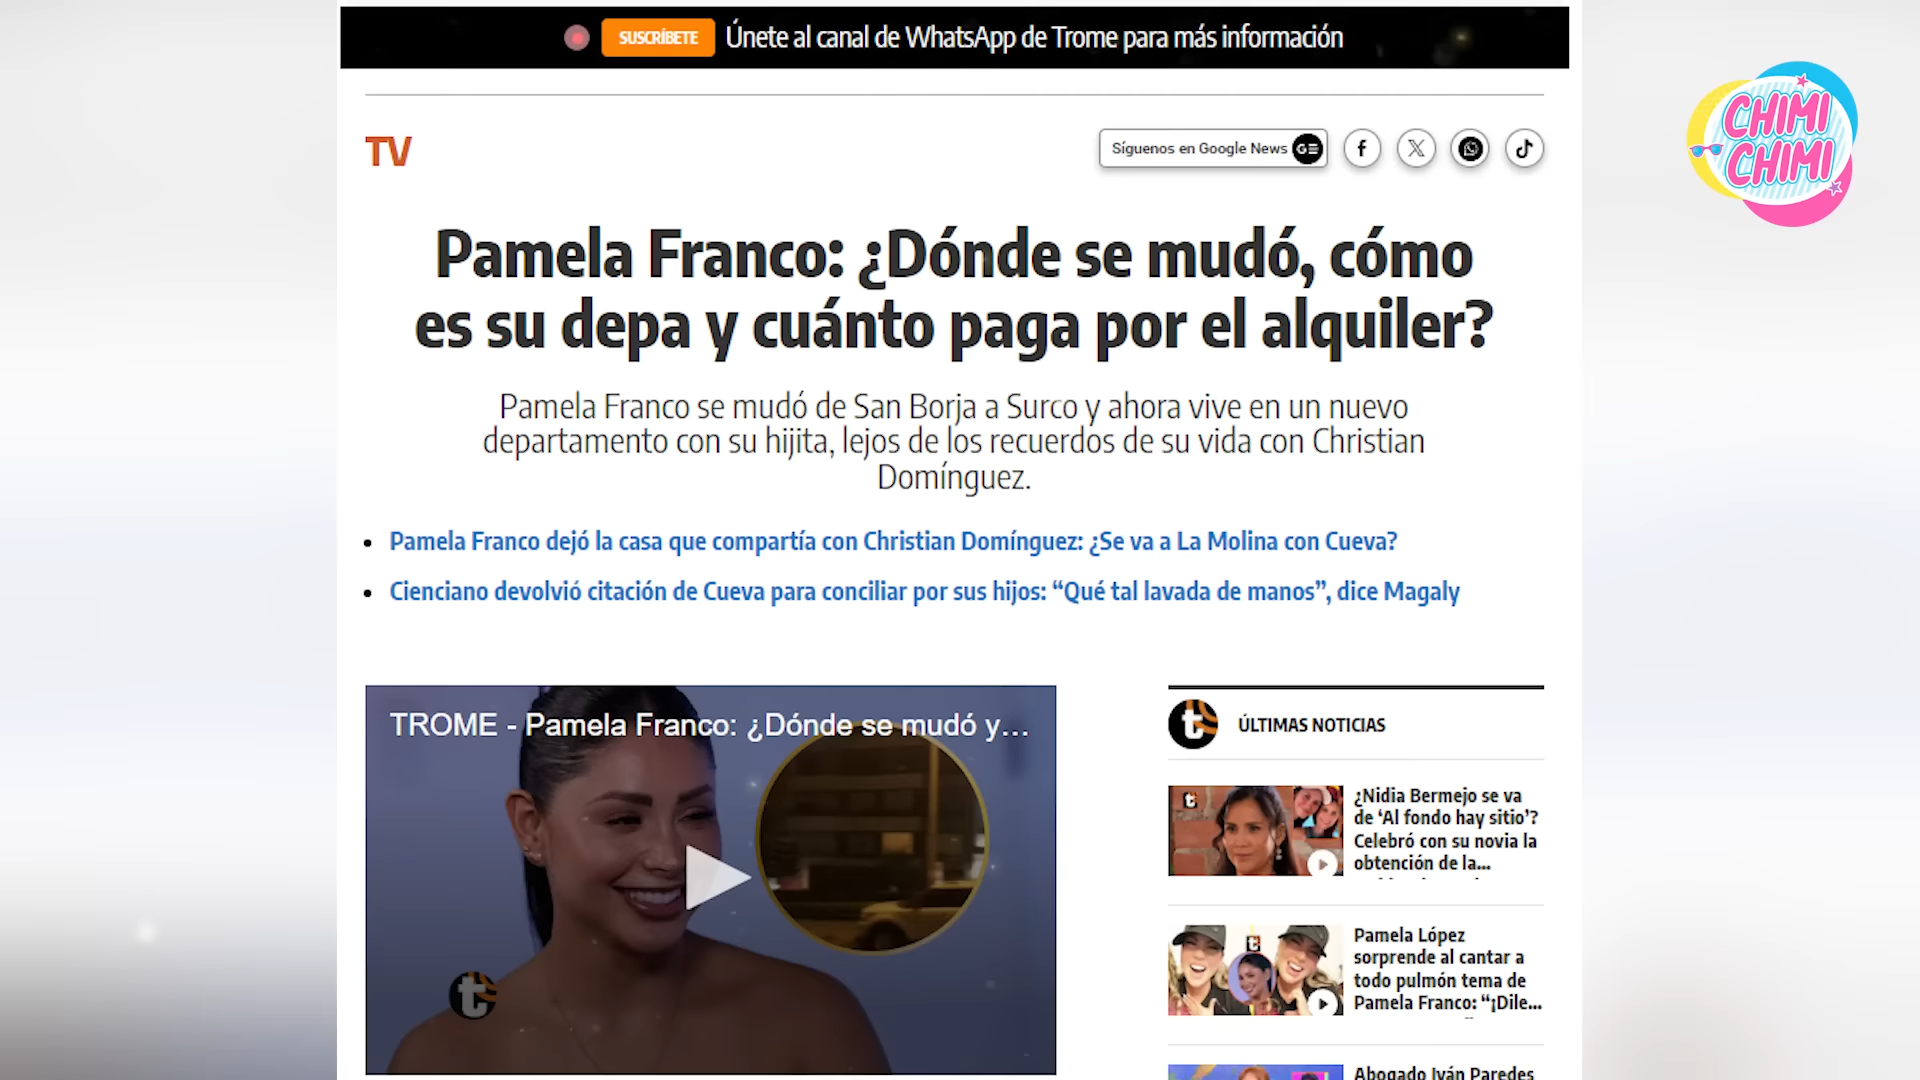 SUSCRÍBETE Únete al canal de WhatsApp de Trome para más información
CHIMI
CHIMI
TV
Síguenos en Google News
Pamela Franco: ¿Dónde se mudó, cómo
es su depa y cuánto paga por el alquiler?
Pamela Franco se mudó de San Borja a Surco y ahora vive en un nuevo
departamento con su hijita, lejos de los recuerdos de su vida con Christian
Domínguez.
Pamela Franco dejó la casa que compartía con Christian Domínguez: ¿Se va a La Molina con Cueva?
Cienciano devolvió citación de Cueva para conciliar por sus hijos: “Qué tal lavada de manos”, dice Magaly
TROME - Pamela Franco: ¿Dónde se mudó y...
t
t ÚLTIMAS NOTICIAS
¿Nidia Bermejo se va
de ‘Al fondo hay sitio’?
Celebró con su novia la
obtención de la...
Pamela López
sorprende al cantar a
todo pulmón tema de
Pamela Franco: “¡Dile...
Abogado Iván Paredes